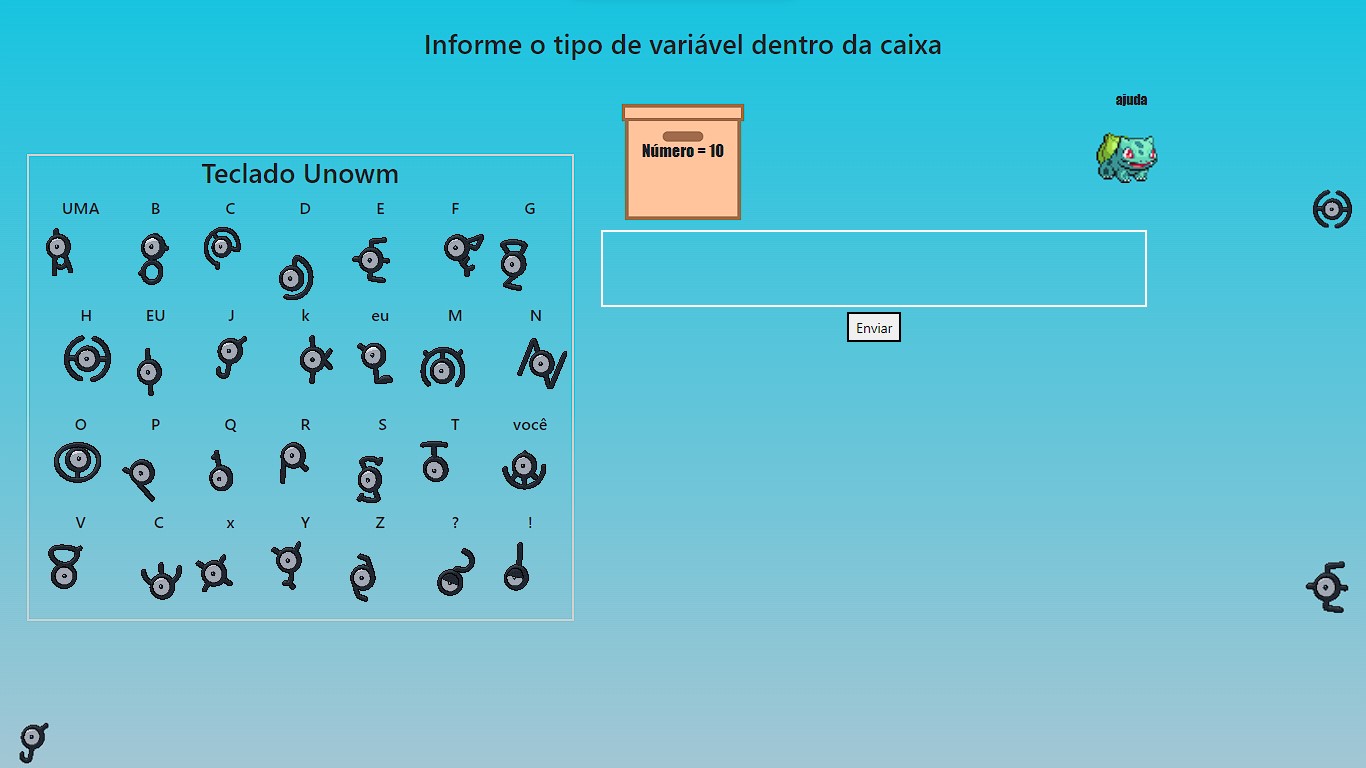 Informe o tipo de variável dentro da caixa
ajuda
Número = 10
Teclado Unowm
UMA B C D E F G
H EU J k eu M N
O P Q R S T você
V C x Y Z ? !
Enviar